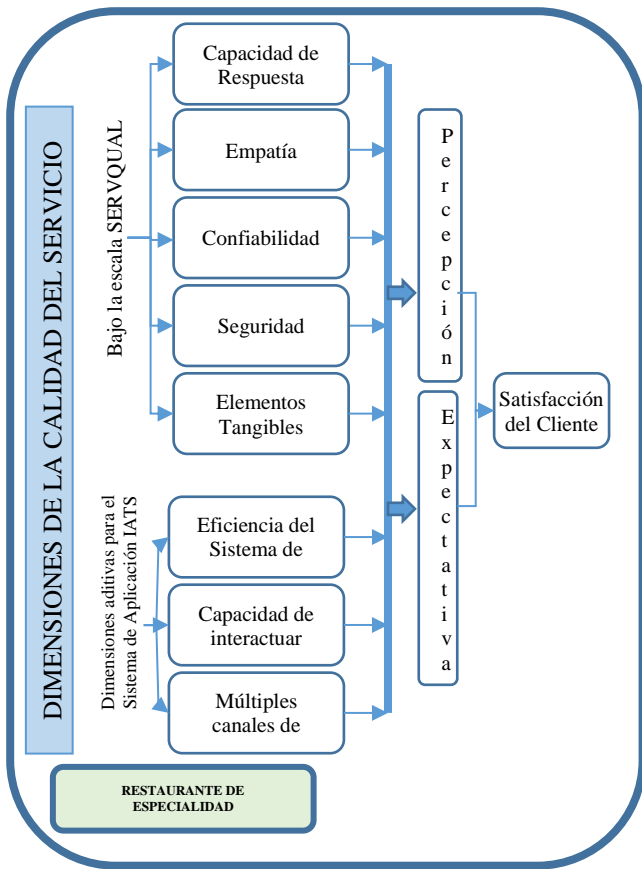 DIMENSIONES DE LA CALIDAD DEL SERVICIO
Bajo la escala SERVQUAL
Capacidad de
Respuesta
Empatía
Confiabilidad
Seguridad
Elementos
Tangibles
Dimensiones aditivas para el
Sistema de Aplicación IATS
Eficiencia del
Sistema de
Capacidad de
interactuar
Múltiples
canales de
Percepción
Expectativa
Satisfacción
del Cliente
RESTAURANTE DE
ESPECIALIDAD